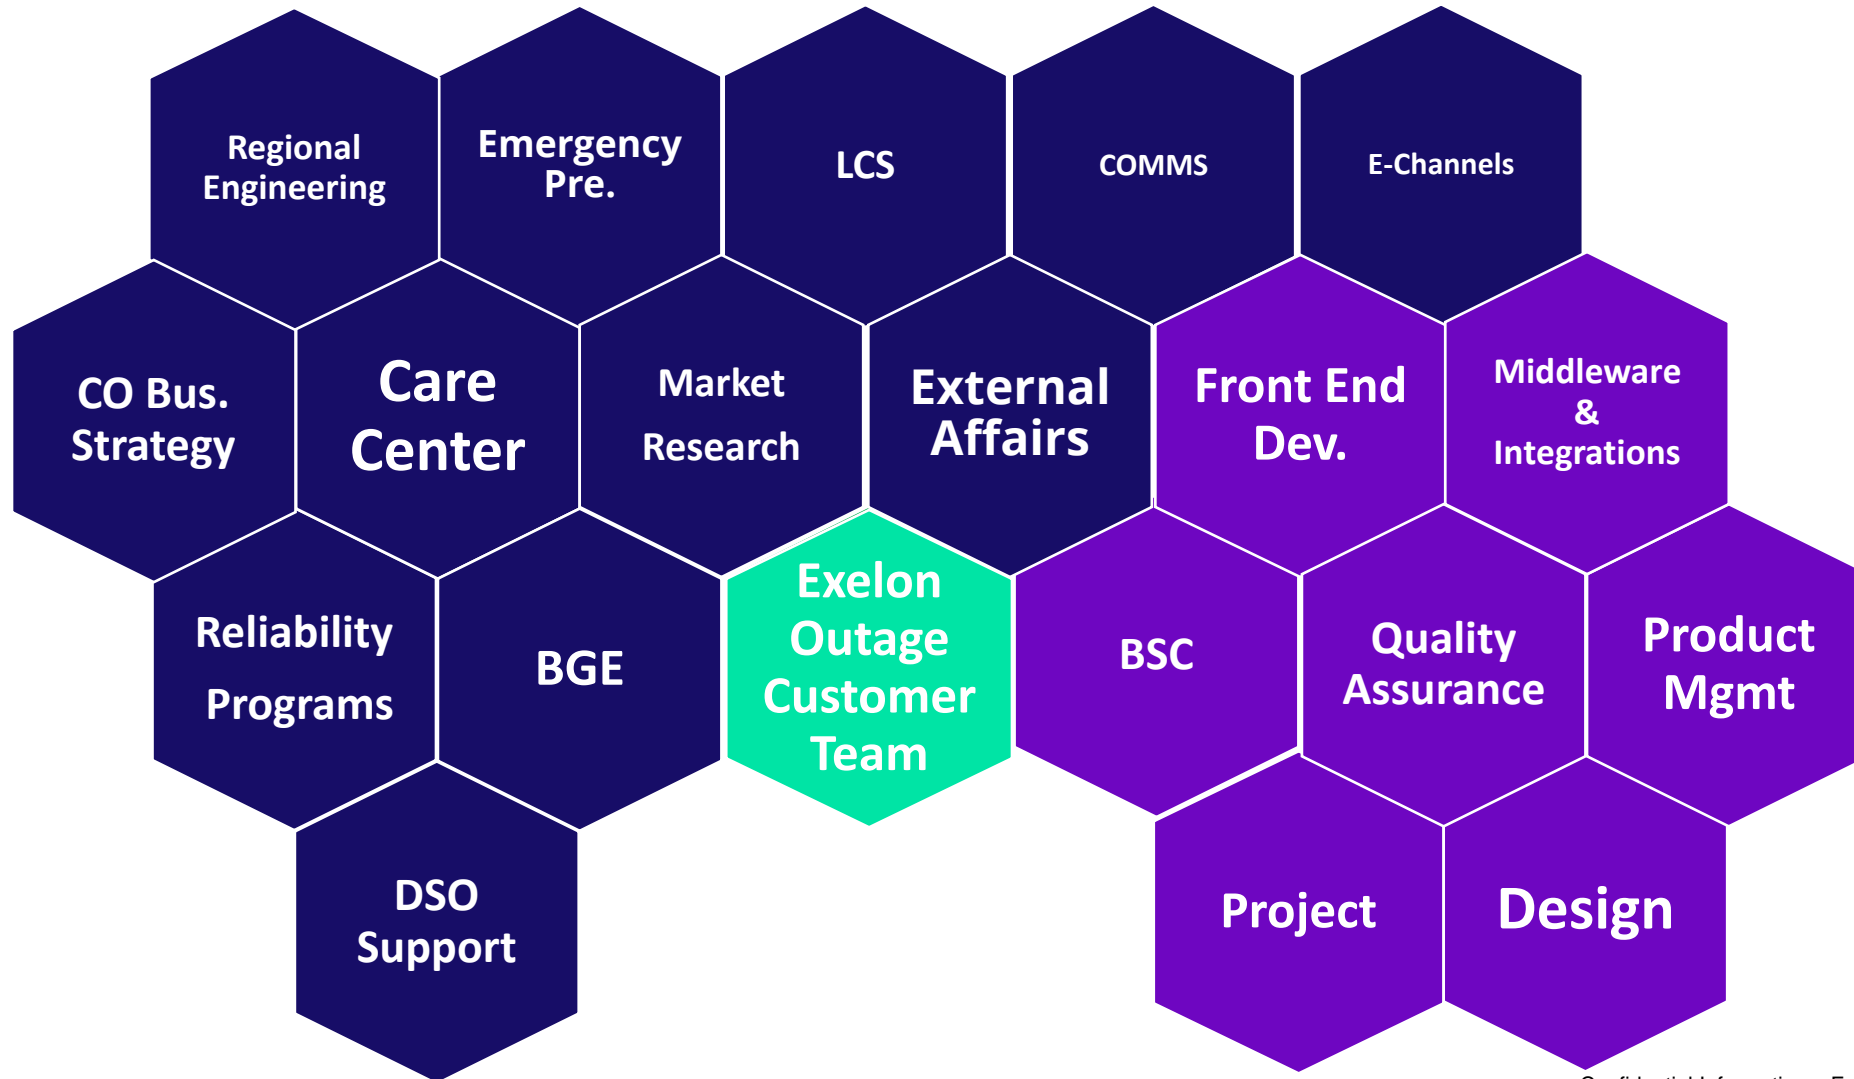 Regional
Engineering
Emergency
Pre.
LCS
COMMS
E-Channels
CO Bus.
Strategy
Care
Center
Market
Research
External
Affairs
Front End
Dev.
Middleware
&
Integrations
Reliability
Programs
BGE
Exelon
Outage
Customer
Team
BSC
Quality
Assurance
Product
Mgmt
DSO
Support
Project
Design